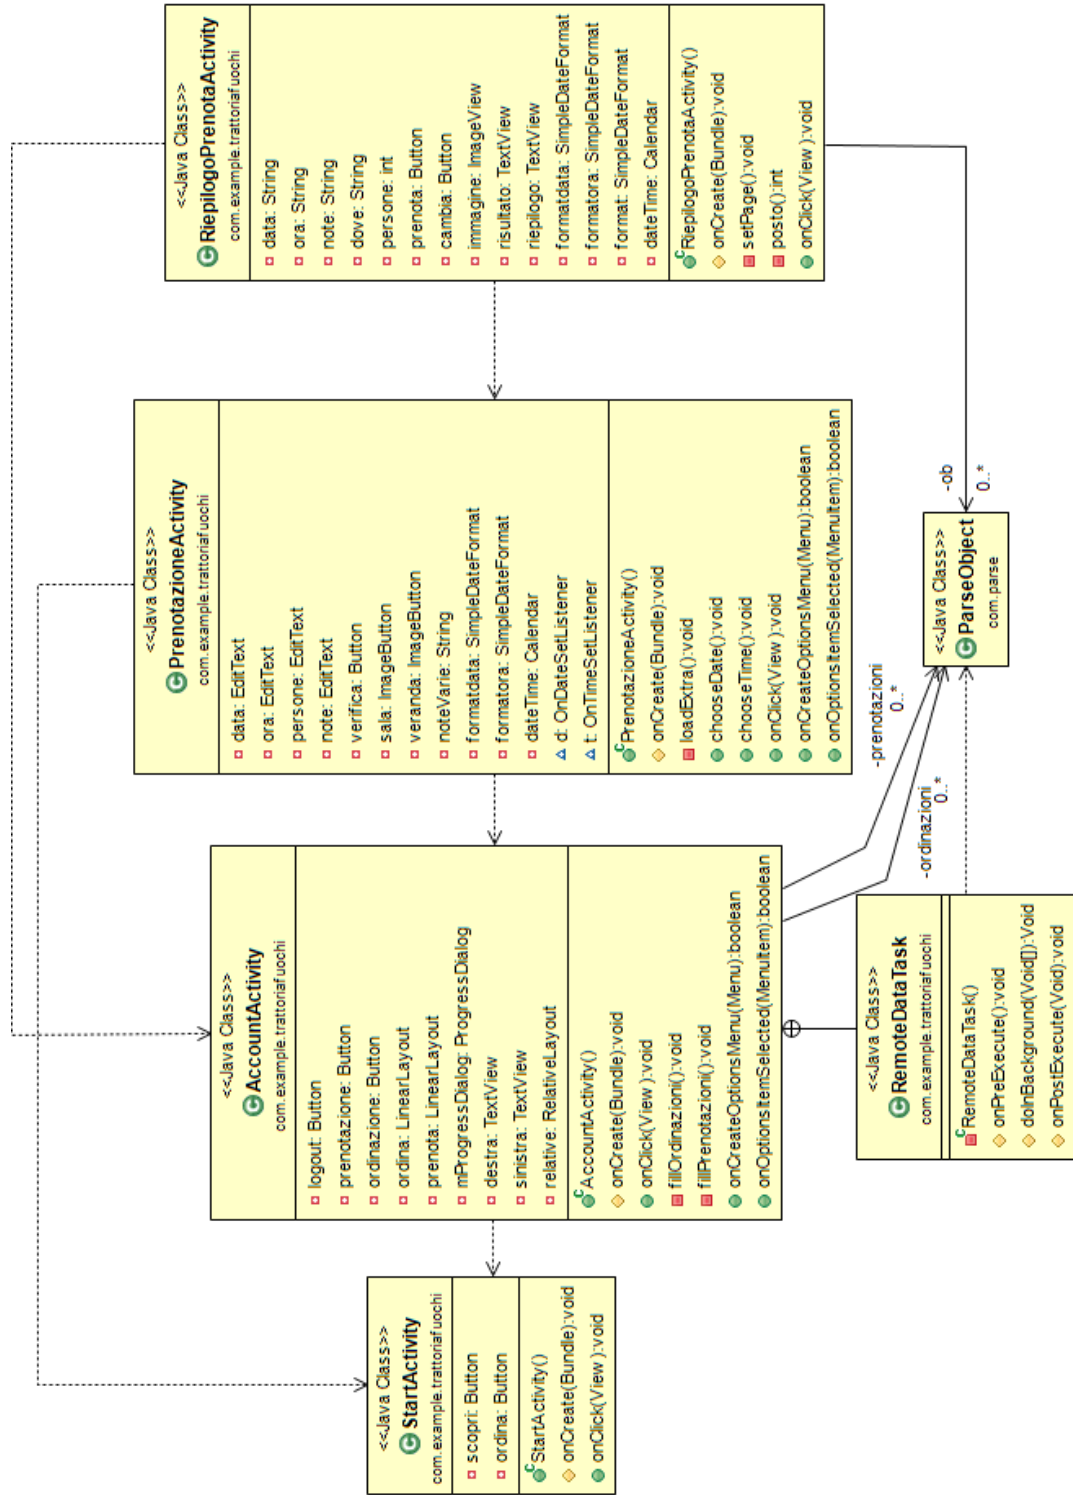 <<Java Class>>
StartActivity
com.example.trattoriafuochi
scopri: Button
ordina: Button
StartActivity()
onCreate(Bundle):void
onClick(View ):void
<<Java Class>>
AccountActivity
com.example.trattoriafuochi
logout: Button
prenotazione: Button
ordinazione: Button
ordina: LinearLayout
prenota: LinearLayout
mProgressDialog: ProgressDialog
destra: TextView
sinistra: TextView
relative: RelativeLayout
AccountActivity()
onCreate(Bundle):void
onClick(View ):void
fillOrdinazioni():void
fillPrenotazioni():void
onCreateOptionsMenu(Menu):boolean
onOptionsItemSelected(MenuItem):boolean
<<Java Class>>
PrenotazioneActivity
com.example.trattoriafuochi
data: EditText
ora: EditText
persone: EditText
note: EditText
verifica: Button
sala: ImageButton
veranda: ImageButton
noteVarie: String
formatdata: SimpleDateFormat
formatora: SimpleDateFormat
dateTime: Calendar
d: OnDateSetListener
t: OnTimeSetListener
PrenotazioneActivity()
onCreate(Bundle):void
loadExtra():void
chooseDate():void
chooseTime():void
onClick(View ):void
onCreateOptionsMenu(Menu):boolean
onOptionsItemSelected(MenuItem):boolean
<<Java Class>>
RiepilogoPrenotaActivity
com.example.trattoriafuochi
data: String
ora: String
note: String
dove: String
persone: int
prenota: Button
cambia: Button
immagine: ImageView
risultato: TextView
riepilogo: TextView
formatdata: SimpleDateFormat
formatora: SimpleDateFormat
format: SimpleDateFormat
dateTime: Calendar
RiepilogoPrenotaActivity()
onCreate(Bundle):void
setPage():void
posto():int
onClick(View ):void
<<Java Class>>
RemoteDataTask
com.example.trattoriafuochi
RemoteDataTask()
onPreExecute():void
doInBackground(Void[]):Void
onPostExecute(Void):void
-ordinazioni
0..*
-prenotazioni
0..*
<<Java Class>>
ParseObject
com.parse
-ob
0..*